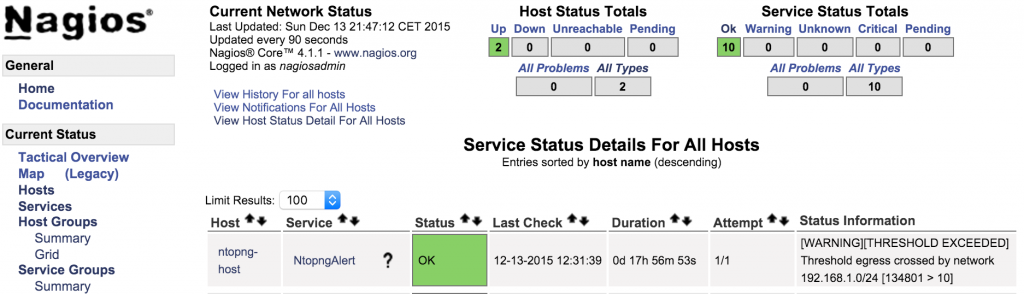 Nagios®
General
Home
Documentation
Current Status
Tactical Overview
Map (Legacy)
Hosts
Services
Host Groups
Summary
Grid
Service Groups
Summary
Current Network Status
Last Updated: Sun Dec 13 21:47:12 CET 2015
Updated every 90 seconds
Nagios® Core™ 4.1.1 - www.nagios.org
Logged in as nagiosadmin
View History For all hosts
View Notifications For All Hosts
View Host Status Detail For All Hosts
Host Status Totals
Up Down Unreachable Pending
2 0 0 0
All Problems All Types
0 2
Service Status Totals
Ok Warning Unknown Critical Pending
10 0 0 0 0
All Problems All Types
0 10
Service Status Details For All Hosts
Entries sorted by host name (descending)
Limit Results: 100
Host Service Status Last Check Duration Attempt Status Information
ntopng-
host
NtopngAlert ? OK 12-13-2015 12:31:39 0d 17h 56m 53s 1/1
[WARNING][THRESHOLD EXCEEDED]
Threshold egress crossed by network
192.168.1.0/24 [134801 > 10]